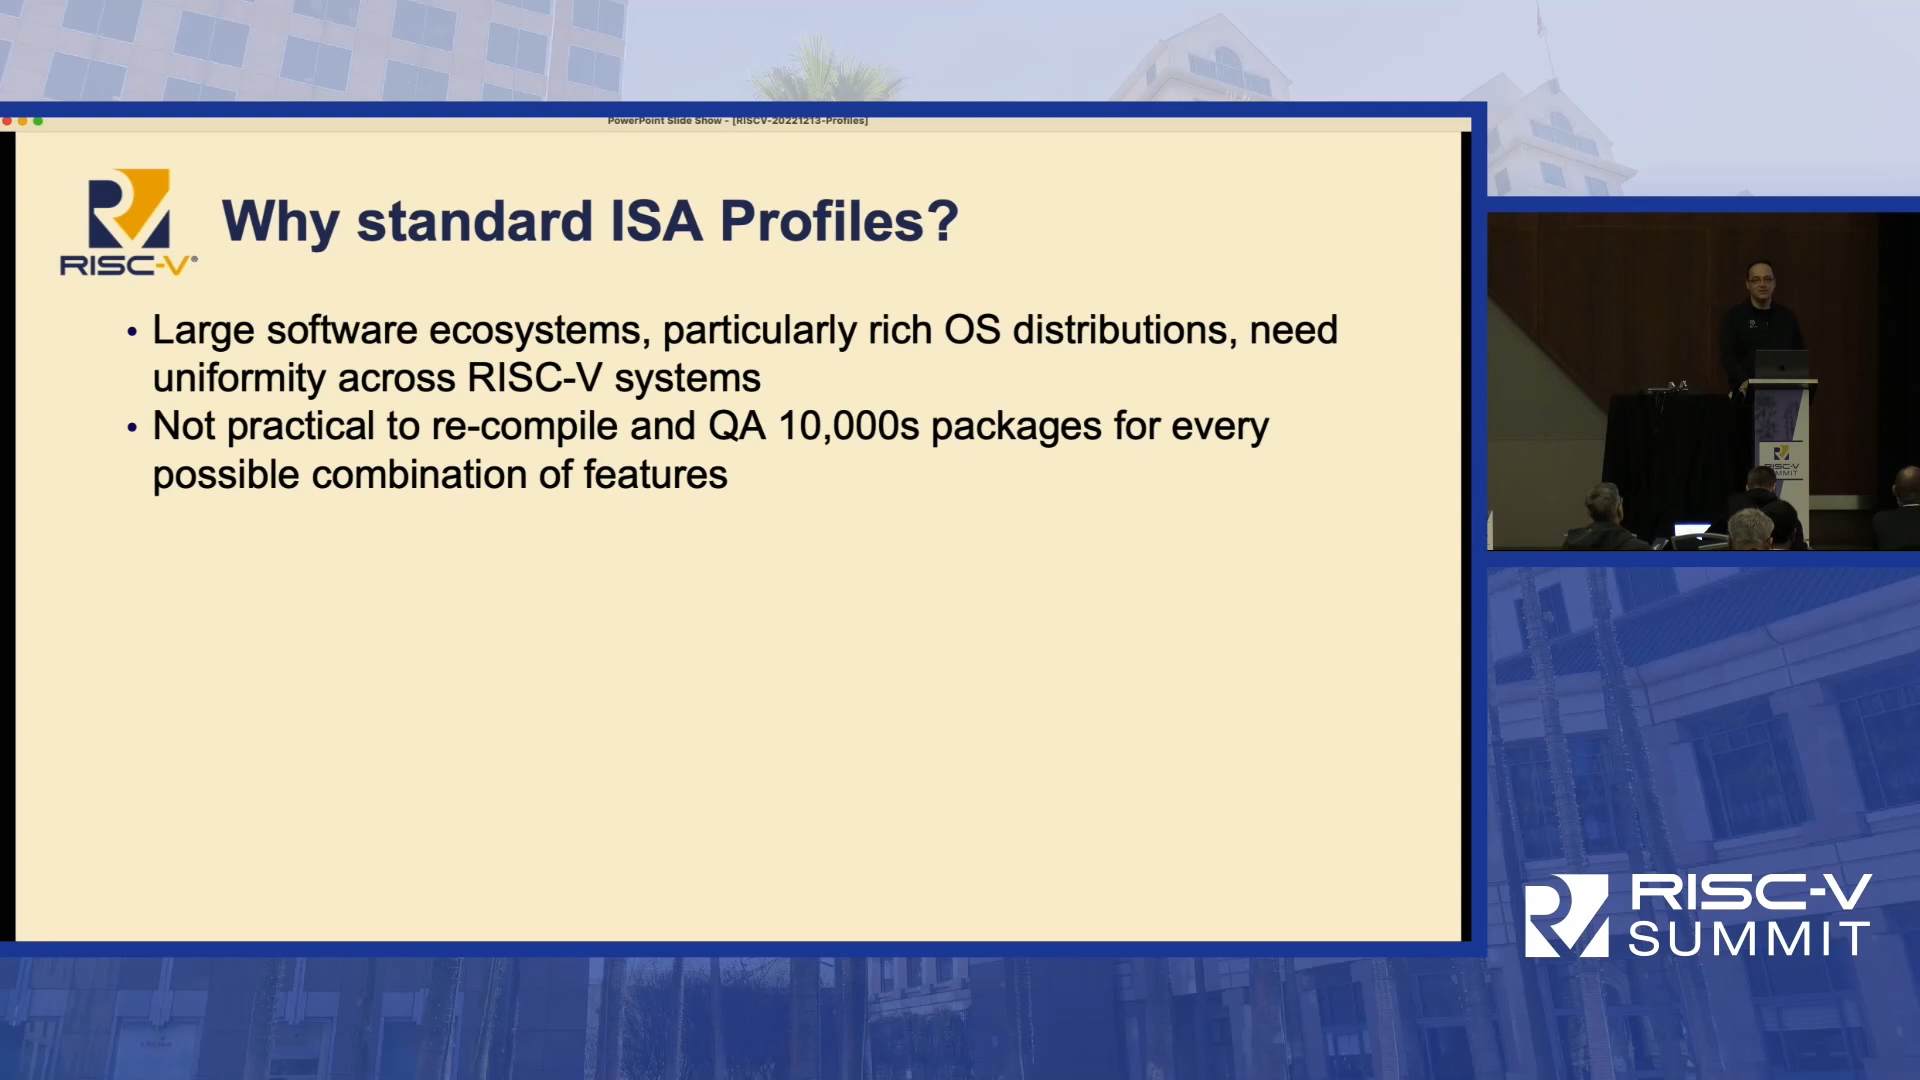 PowerPoint Slide Show - [RISCV-20221213-Profiles]
RISC-V®
Why standard ISA Profiles?
• Large software ecosystems, particularly rich OS distributions, need
uniformity across RISC-V systems
• Not practical to re-compile and QA 10,000s packages for every
possible combination of features
RISC-V
SUMMIT
RISC-V
SUMMIT